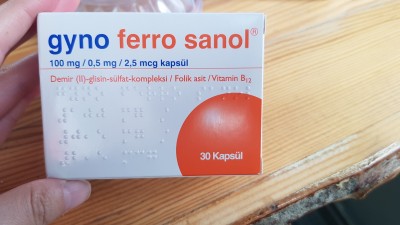 gyno ferro sanol®
100 mg / 0,5 mg / 2,5 mcg kapsül
Demir (II)-glisin-sülfat-kompleksi / Folik asit / Vitamin B12
30 Kapsül